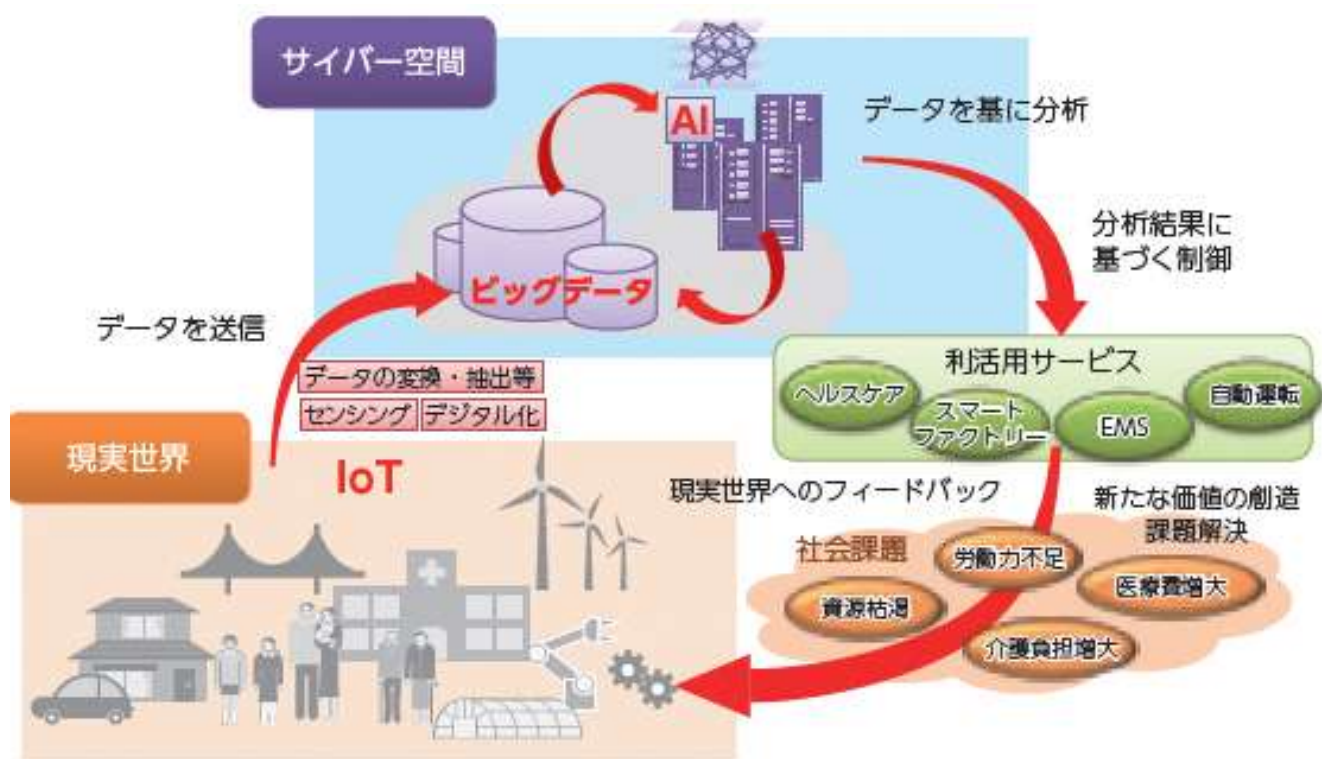 サイバー空間
AI
データを基に分析
分析結果に
基づく制御
ビッグデータ
データを送信
データの変換・抽出等
センシング
デジタル化
利活用サービス
ヘルスケア
スマート
ファクトリー
EMS
自動運転
現実世界
IoT
現実世界へのフィードバック
新たな価値の創造
課題解決
社会課題
労働力不足
医療費増大
資源枯渇
介護負担増大